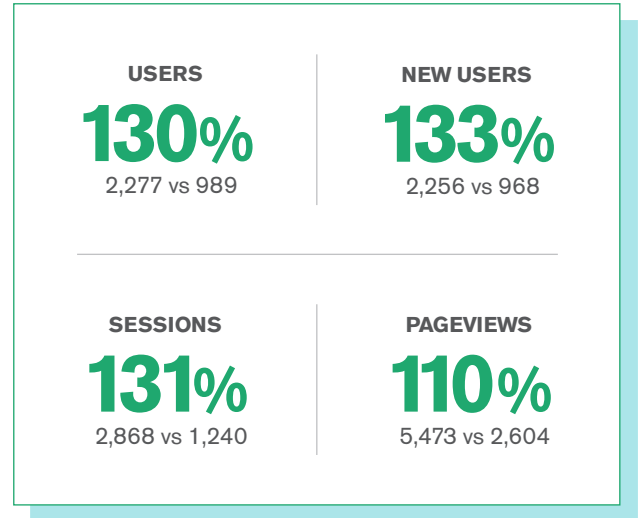 USERS
130%
2,277 vs 989
NEW USERS
133%
2,256 vs 968
SESSIONS
131%
2,868 vs 1,240
PAGEVIEWS
110%
5,473 vs 2,604